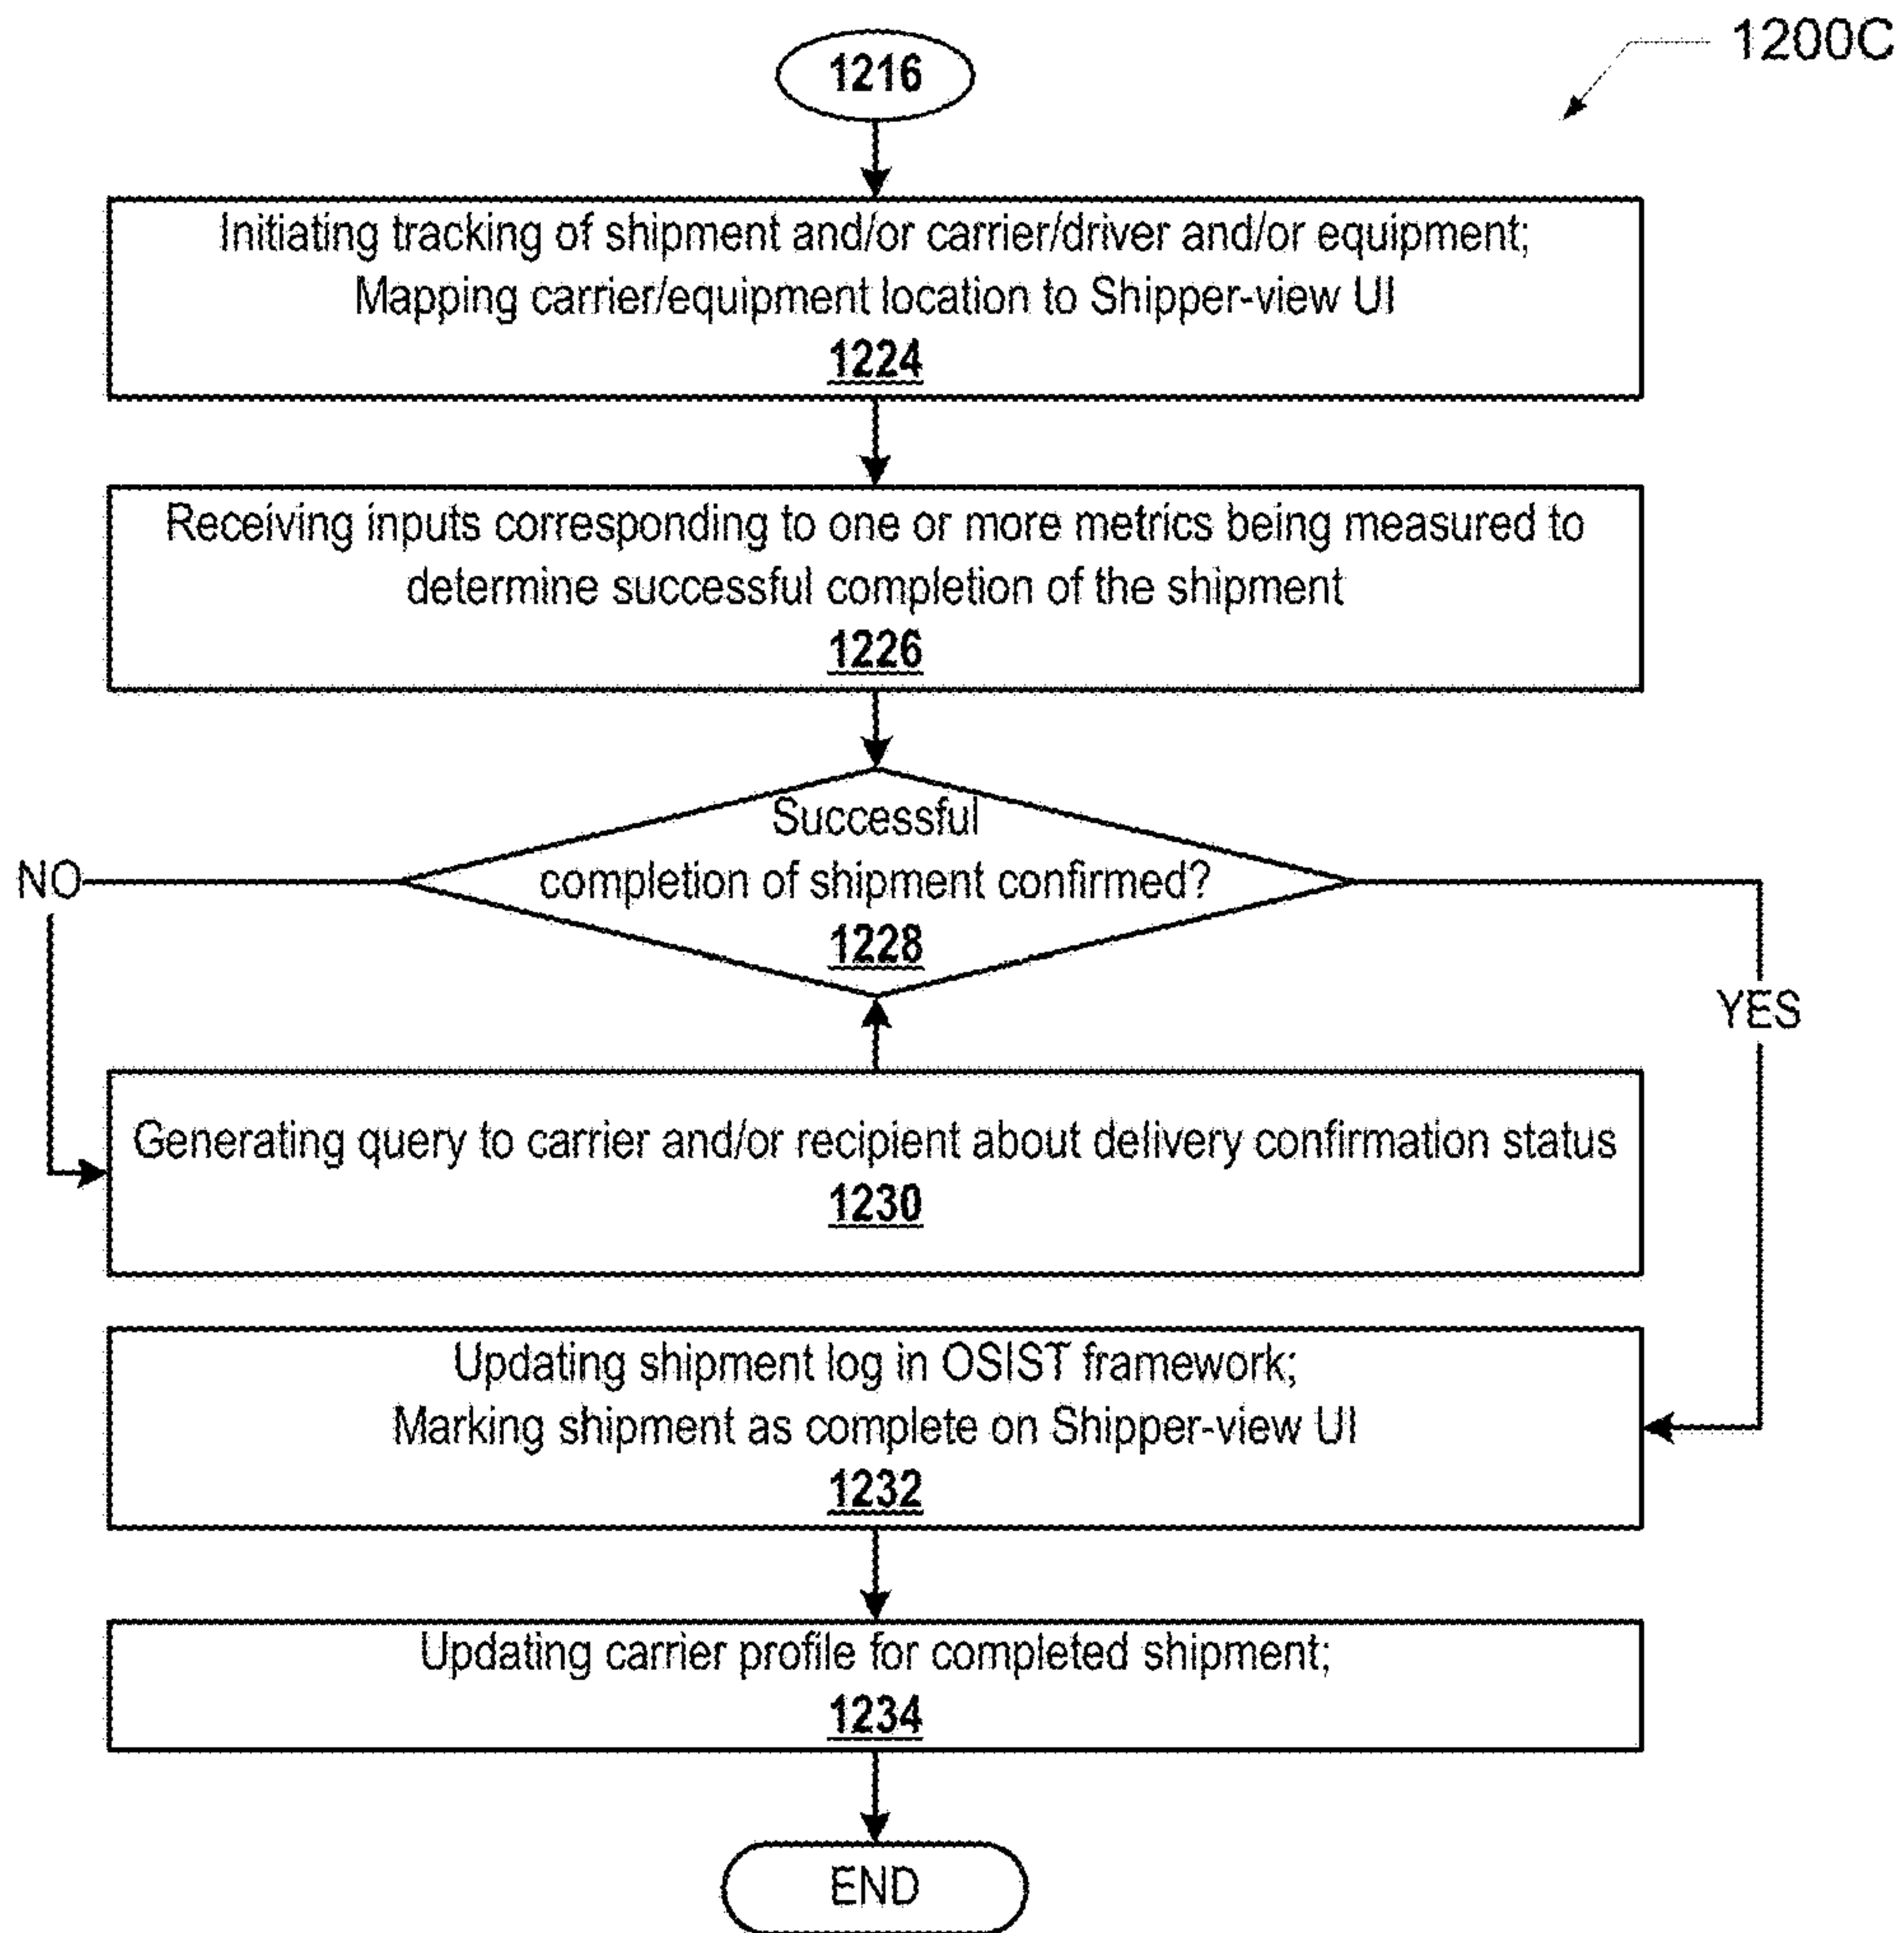 1200C
1216
Initiating tracking of shipment and/or carrier/driver and/or equipment;
Mapping carrier/equipment location to Shipper-view UI
1224
Receiving inputs corresponding to one or more metrics being measured to
determine successful completion of the shipment
1226
Successful
completion of shipment confirmed?
1228
NO
YES
Generating query to carrier and/or recipient about delivery confirmation status
1230
Updating shipment log in OSIST framework;
Marking shipment as complete on Shipper-view UI
1232
Updating carrier profile for completed shipment;
1234
END